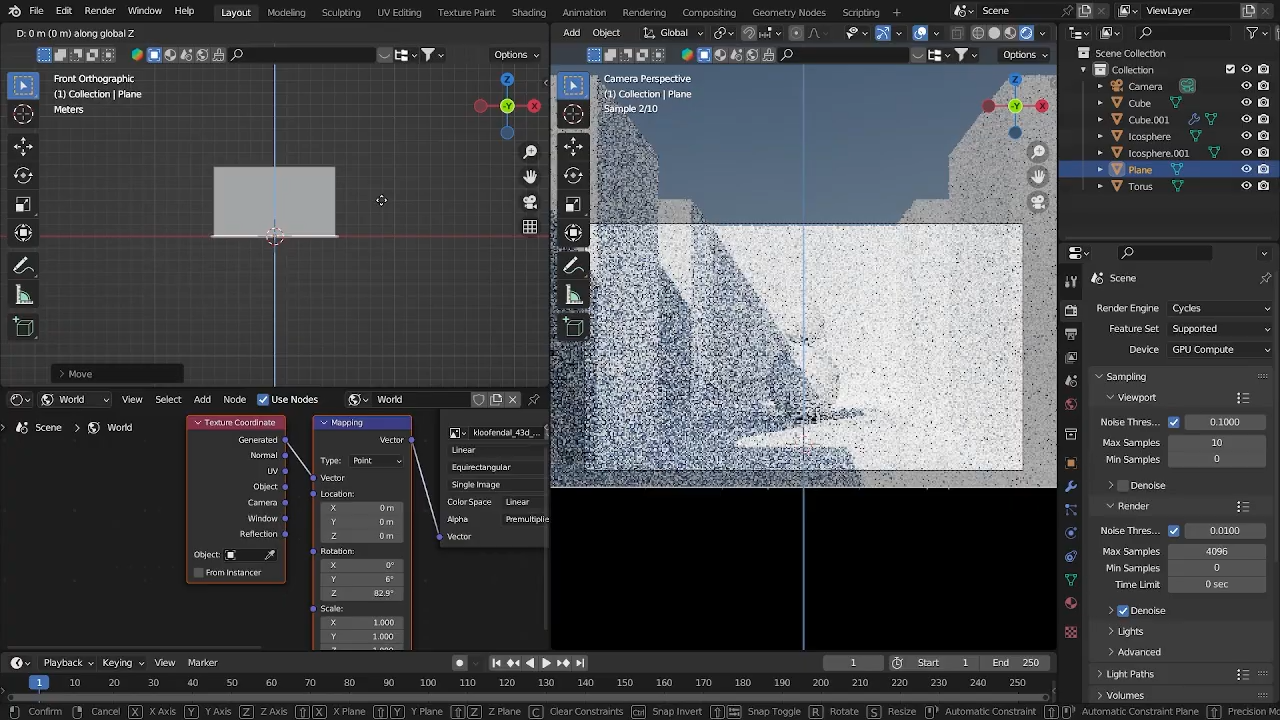 File Edit Render Window Help Layout Modeling Sculpting UV Editing Texture Paint Shading Animation Rendering Compositing Geometry Nodes Scripting Scene ViewLayer
D: 0 m (0 m) along global Z
Add Object Global
Options
Options
Front Orthographic
(1) Collection | Plane
Meters
Z
X
-Y
Camera Perspective
(1) Collection | Plane
Sample 2/10
Z
X
-Y
Scene Collection
Collection
Camera
Cube
Cube.001
Icosphere
Icosphere.001
Plane
Torus
Move
World View Select Add Node Use Nodes World
Scene World
Texture Coordinate
Generated
Normal
UV
Object
Camera
Window
Reflection
Object:
From Instancer
Mapping
Vector
Type: Point
Vector
Location:
X 0 m
Y 0 m
Z 0 m
Rotation:
X 0°
Y 6°
Z 82.9°
Scale:
X 1.000
Y 1.000
kloofendal_43d_...
Linear
Equirectangular
Single Image
Color Space Linear
Alpha Premultiplie
Vector
Scene
Render Engine Cycles
Feature Set Supported
Device GPU Compute
Sampling
Viewport
Noise Thres... 0.1000
Max Samples 10
Min Samples 0
Denoise
Render
Noise Thres... 0.0100
Max Samples 4096
Min Samples 0
Time Limit 0 sec
Denoise
Lights
Advanced
Light Paths
Volumes
Playback Keying View Marker 1 Start 1 End 250
1 10 20 30 40 50 60 70 80 90 100 110 120 130 140 150 160 170 180 190 200 210 220 230 240 250
Confirm Cancel X X Axis Y Y Axis Z Z Axis X X Plane Y Y Plane Z Z Plane C Clear Constraints Ctrl Snap Invert Snap Toggle R Rotate S Resize Automatic Constraint Automatic Constraint Plane Precision Mo